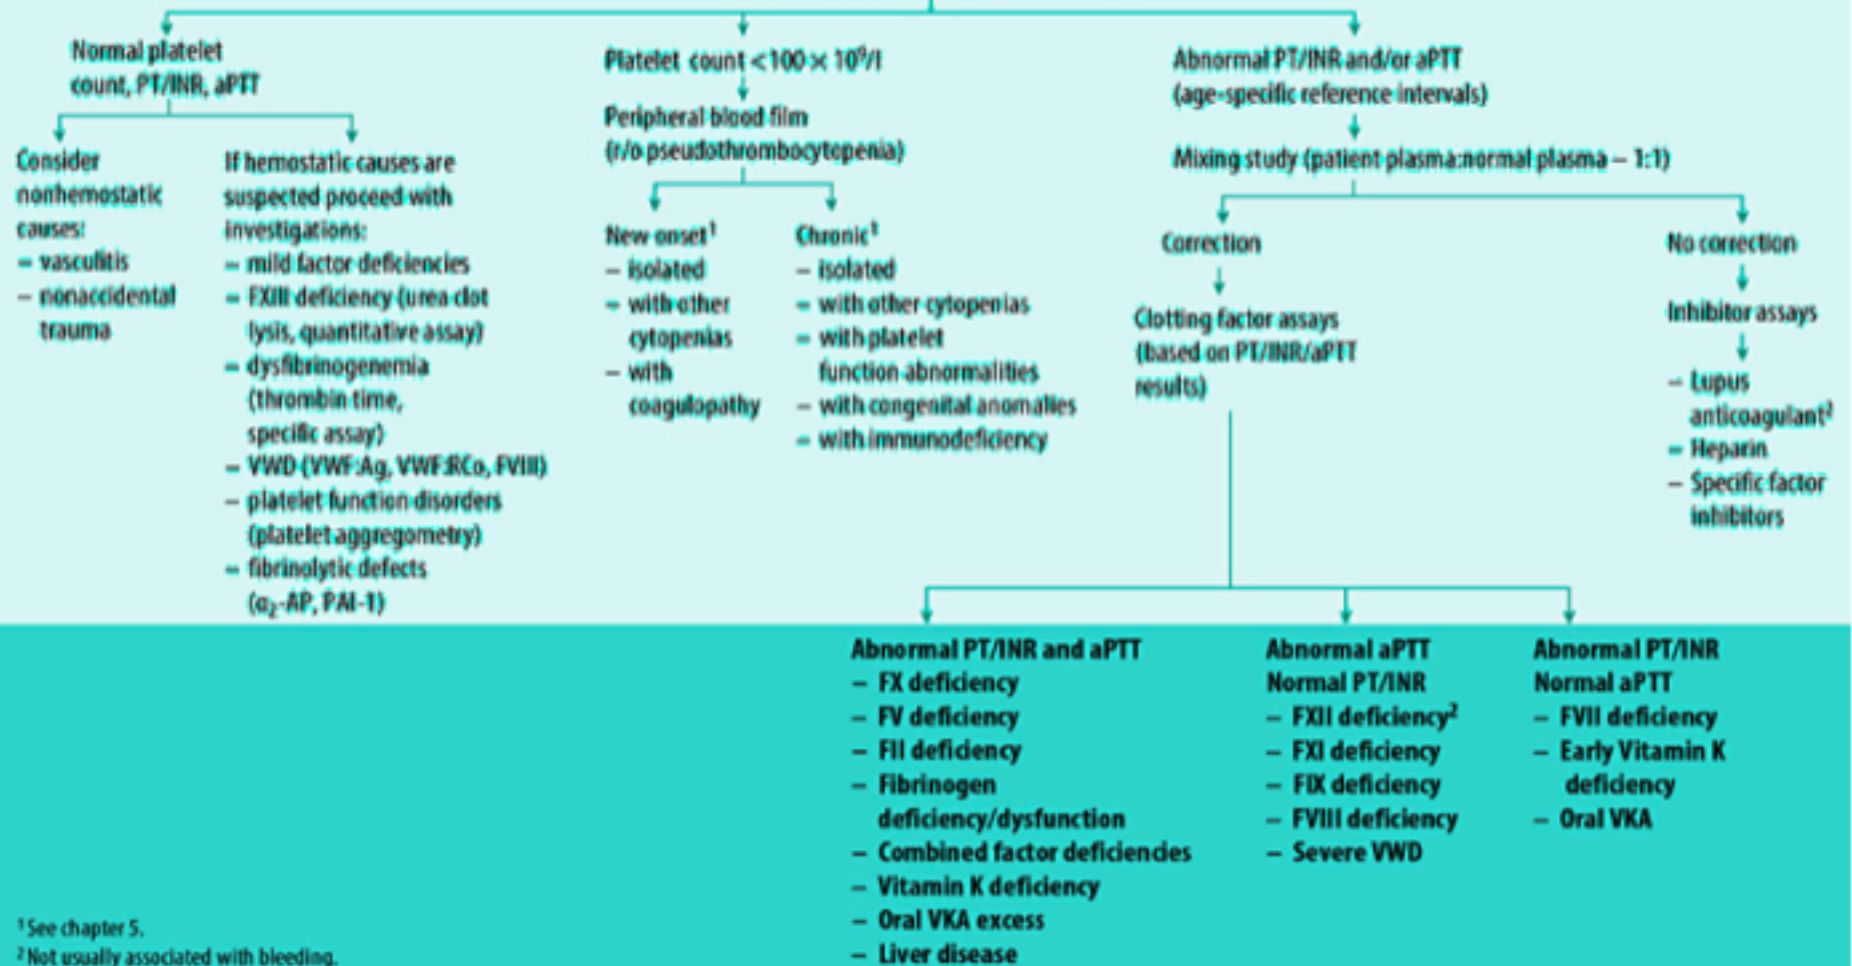 Normal platelet
count, PT/INR, aPTT
Consider
nonhemostatic
causes:
– vasculitis
– nonaccidental
trauma
If hemostatic causes are
suspected proceed with
investigations:
– mild factor deficiencies
– FXIII deficiency (urea clot
lysis, quantitative assay)
– dysfibrinogenemia
(thrombin time,
specific assay)
– VWD (VWF:Ag, VWF:RCo, FVIII)
– platelet function disorders
(platelet aggregometry)
– fibrinolytic defects
(α₂-AP, PAI-1)
Platelet count <100 × 10⁹/l
Peripheral blood film
(r/o pseudothrombocytopenia)
New onset¹
– isolated
– with other
cytopenias
– with
coagulopathy
Chronic¹
– isolated
– with other cytopenias
– with platelet
function abnormalities
– with congenital anomalies
– with immunodeficiency
Abnormal PT/INR and/or aPTT
(age-specific reference intervals)
Mixing study (patient plasma:normal plasma – 1:1)
Correction
Clotting factor assays
(based on PT/INR/aPTT
results)
No correction
Inhibitor assays
– Lupus
anticoagulant²
– Heparin
– Specific factor
inhibitors
Abnormal PT/INR and aPTT
– FX deficiency
– FV deficiency
– FII deficiency
– Fibrinogen
deficiency/dysfunction
– Combined factor deficiencies
– Vitamin K deficiency
– Oral VKA excess
– Liver disease
Abnormal aPTT
Normal PT/INR
– FXII deficiency²
– FXI deficiency
– FIX deficiency
– FVIII deficiency
– Severe VWD
Abnormal PT/INR
Normal aPTT
– FVII deficiency
– Early Vitamin K
deficiency
– Oral VKA
¹ See chapter 5.
² Not usually associated with bleeding.